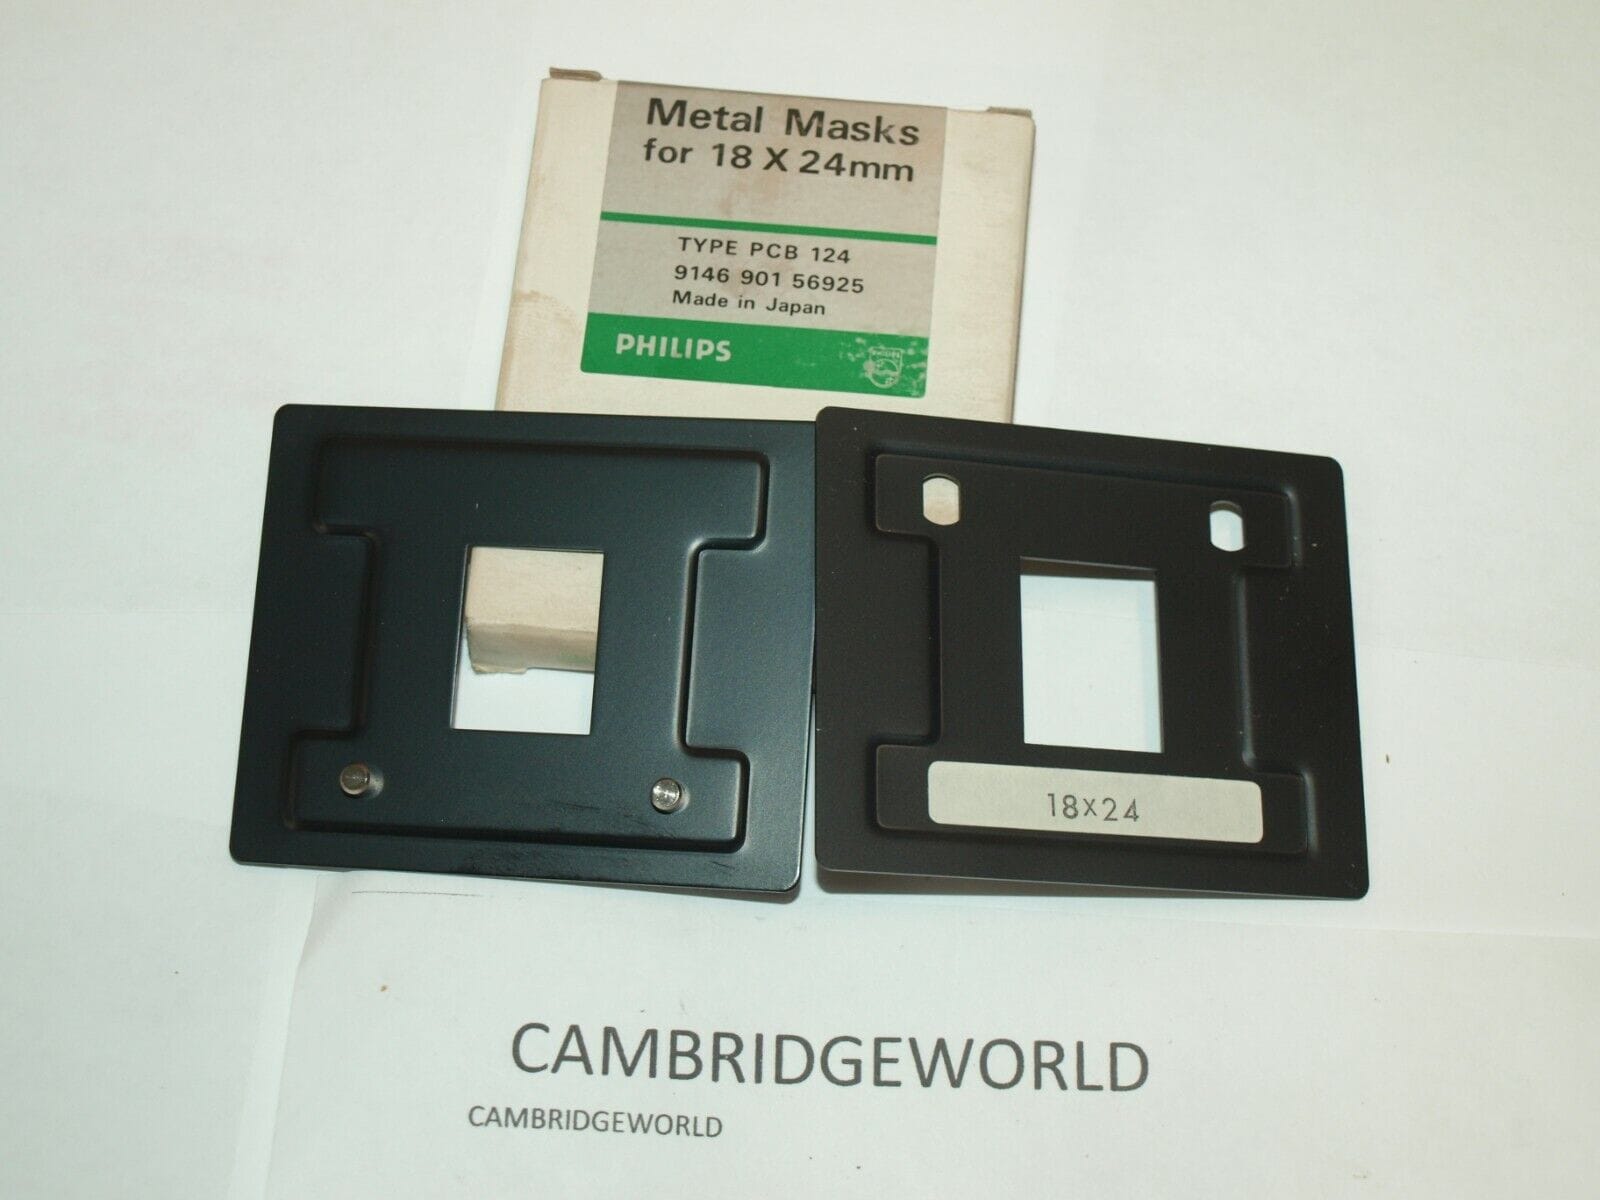 Metal Masks
for 18 X 24mm
TYPE PCB 124
9146 901 56925
Made in Japan
PHILIPS
18x24
CAMBRIDGEWORLD
CAMBRIDGEWORLD